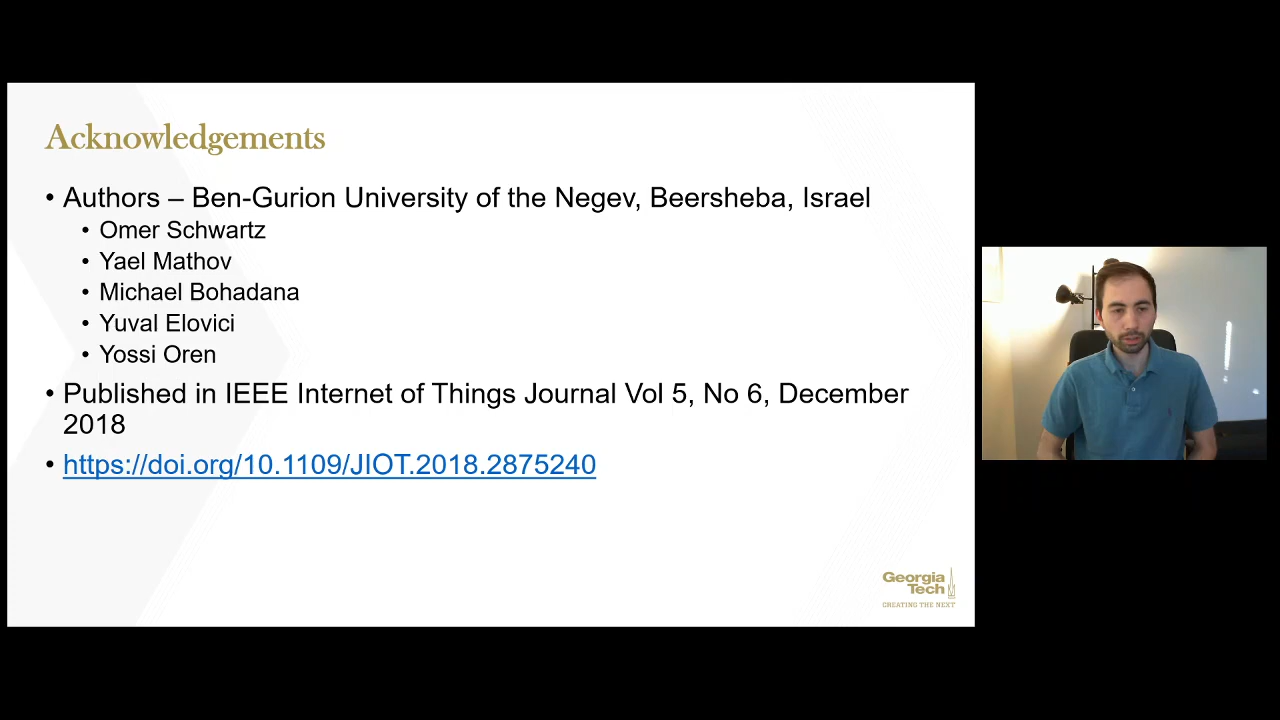 Acknowledgements
• Authors – Ben-Gurion University of the Negev, Beersheba, Israel
• Omer Schwartz
• Yael Mathov
• Michael Bohadana
• Yuval Elovici
• Yossi Oren
• Published in IEEE Internet of Things Journal Vol 5, No 6, December
2018
• https://doi.org/10.1109/JIOT.2018.2875240
Georgia
Tech
CREATING THE NEXT